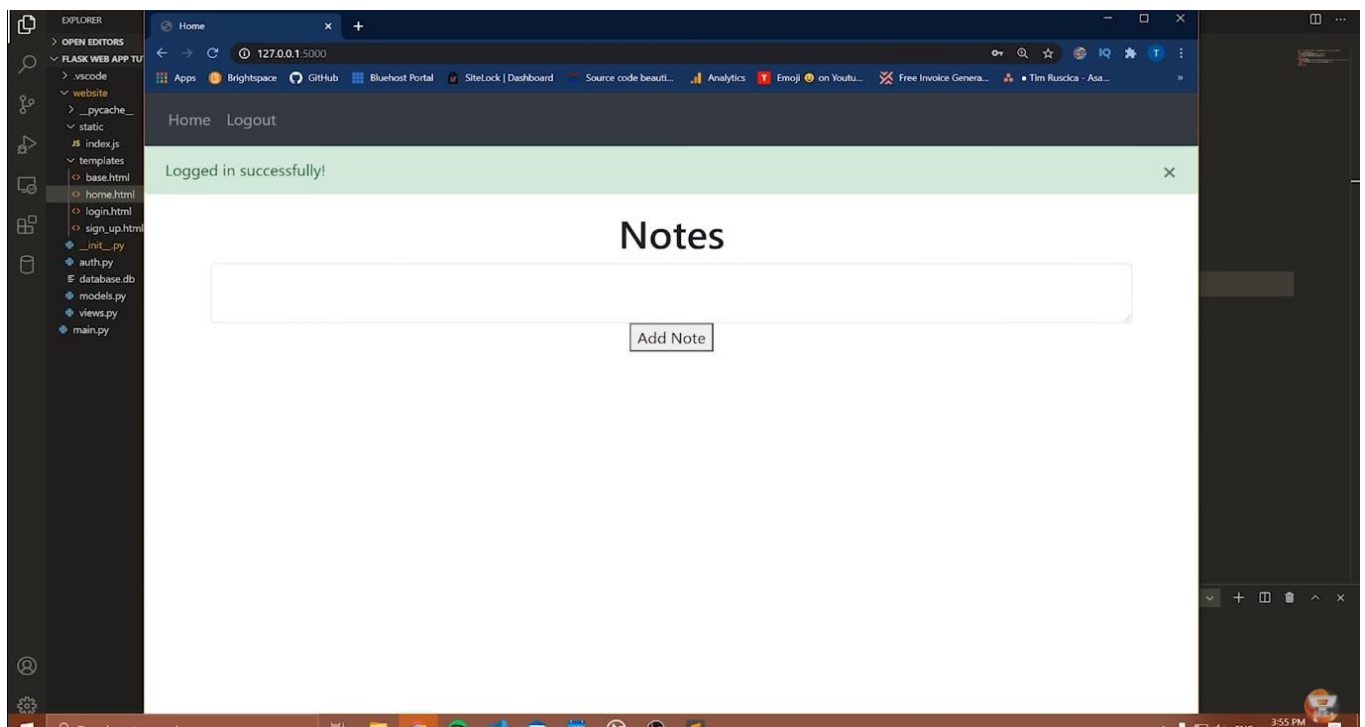 EXPLORER
OPEN EDITORS
FLASK WEB APP TU
.vscode
website
__pycache__
static
JS index.js
templates
base.html
home.html
login.html
sign_up.html
__init__.py
auth.py
database.db
models.py
views.py
main.py
Home
127.0.0.1:5000
IQ
T
Apps
Brightspace
GitHub
Bluehost Portal
SiteLock | Dashboard
Source code beauti...
Analytics
Emoji 😀 on Youtu...
Free Invoice Genera...
• Tim Ruscica - Asa...
»
Home Logout
Logged in successfully!
Notes
Add Note
3:55 PM